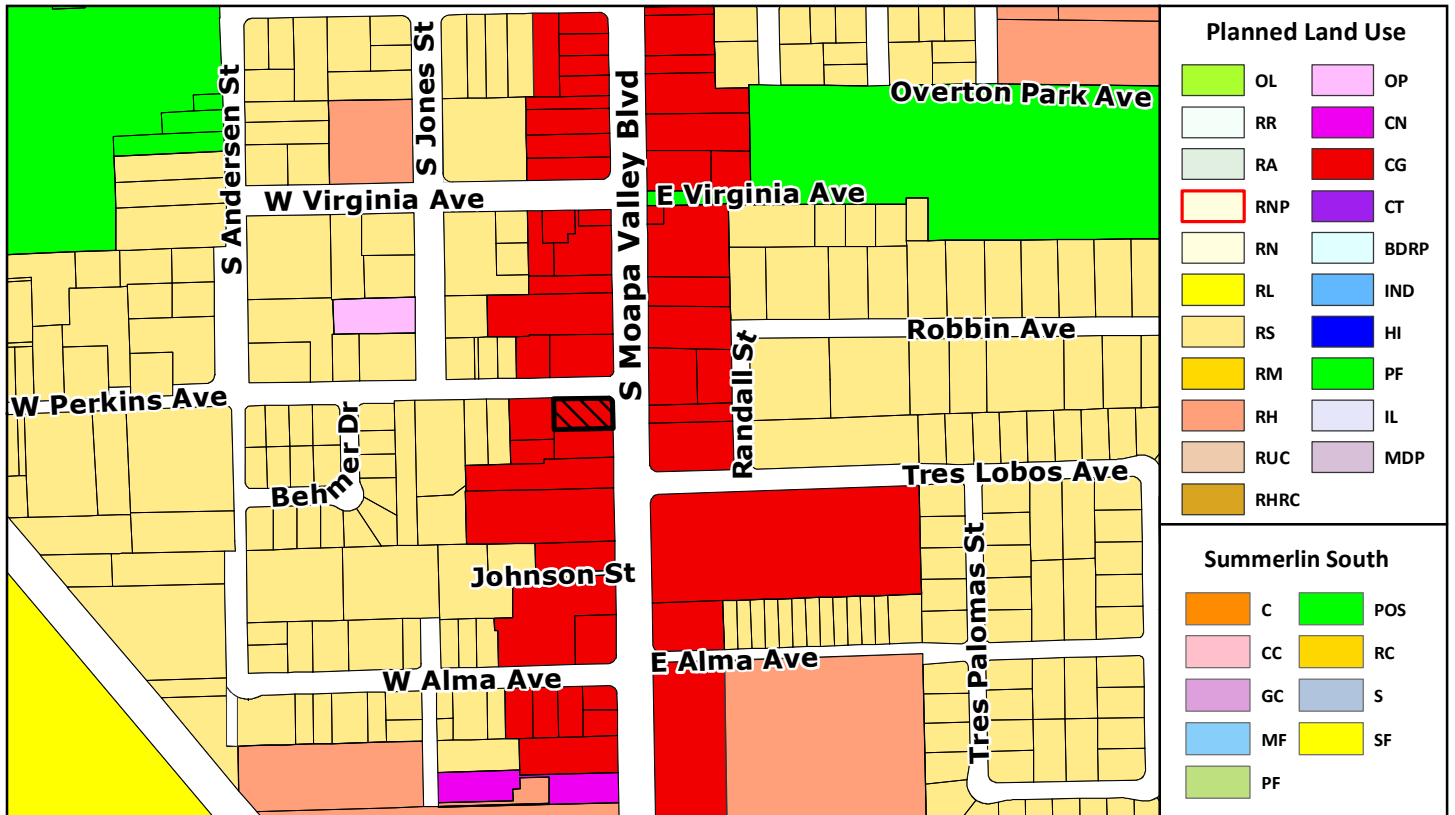 S Andersen St
S Jones St
S Moapa Valley Blvd
Overton Park Ave
W Virginia Ave
E Virginia Ave
Robbin Ave
Randall St
W Perkins Ave
Behmer Dr
Tres Lobos Ave
Johnson St
Tres Palomas St
E Alma Ave
W Alma Ave
Planned Land Use
OL
OP
RR
CN
RA
CG
RNP
CT
RN
BDRP
RL
IND
RS
HI
RM
PF
RH
IL
RUC
MDP
RHRC
Summerlin South
C
POS
CC
RC
GC
S
MF
SF
PF